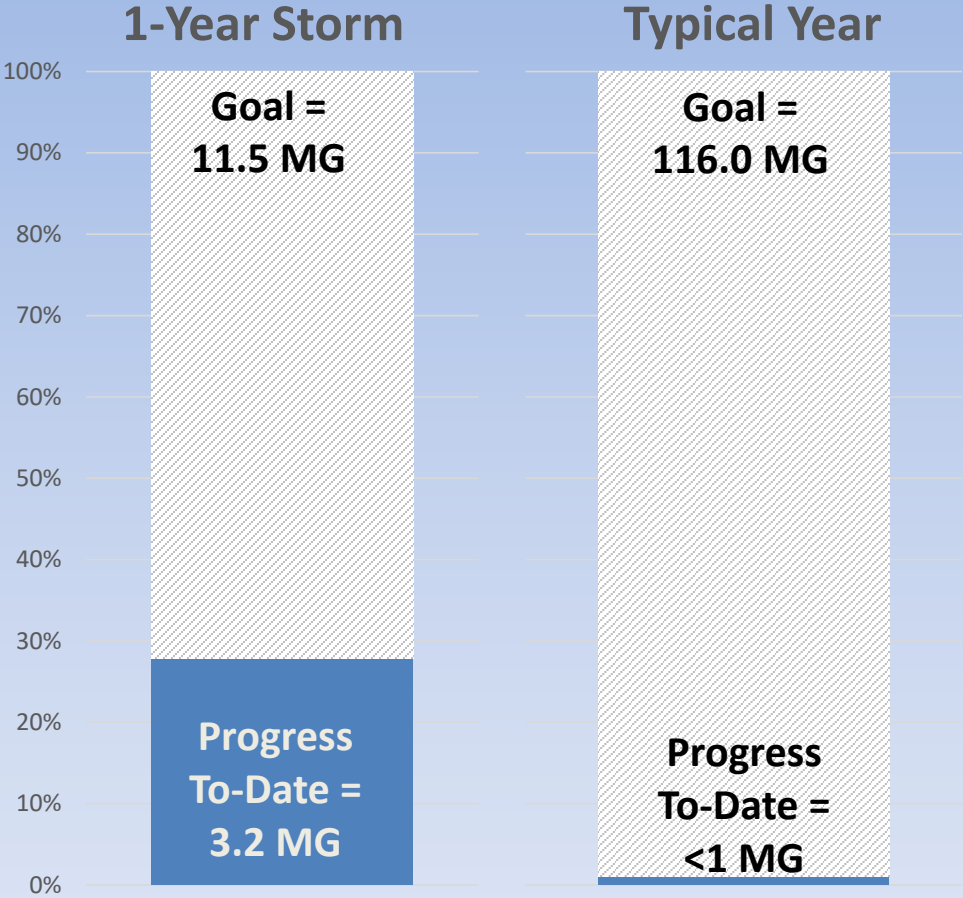 1-Year Storm
Typical Year
100%
90%
80%
70%
60%
50%
40%
30%
20%
10%
0%
Goal =
11.5 MG
Progress
To-Date =
3.2 MG
Goal =
116.0 MG
Progress
To-Date =
<1 MG